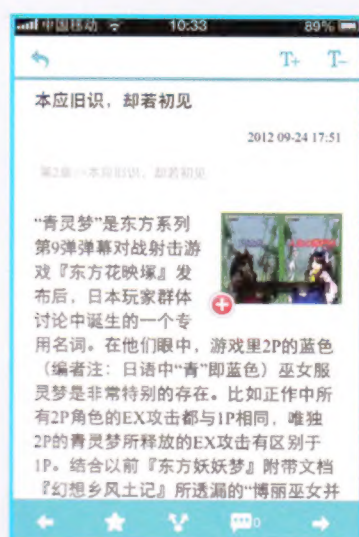 中国移动 10:33 89%
T+ T-
本应旧识，却若初见
2012 09-24 17:51
“青灵梦”是东方系列
第9弹弹幕对战射击游
戏『东方花映塚』发
布后，日本玩家群体
讨论中诞生的一个专
用名词。在他们眼中，游戏里2P的蓝色
（编者注：日语中“青”即蓝色）巫女服
灵梦是非常特别的存在。比如正作中所
有2P角色的EX攻击都与1P相同，唯独
2P的青灵梦所释放的EX攻击有区别于
1P。结合以前『东方妖妖梦』附带文档
『幻想乡风土记』所透漏的“博丽巫女并
0